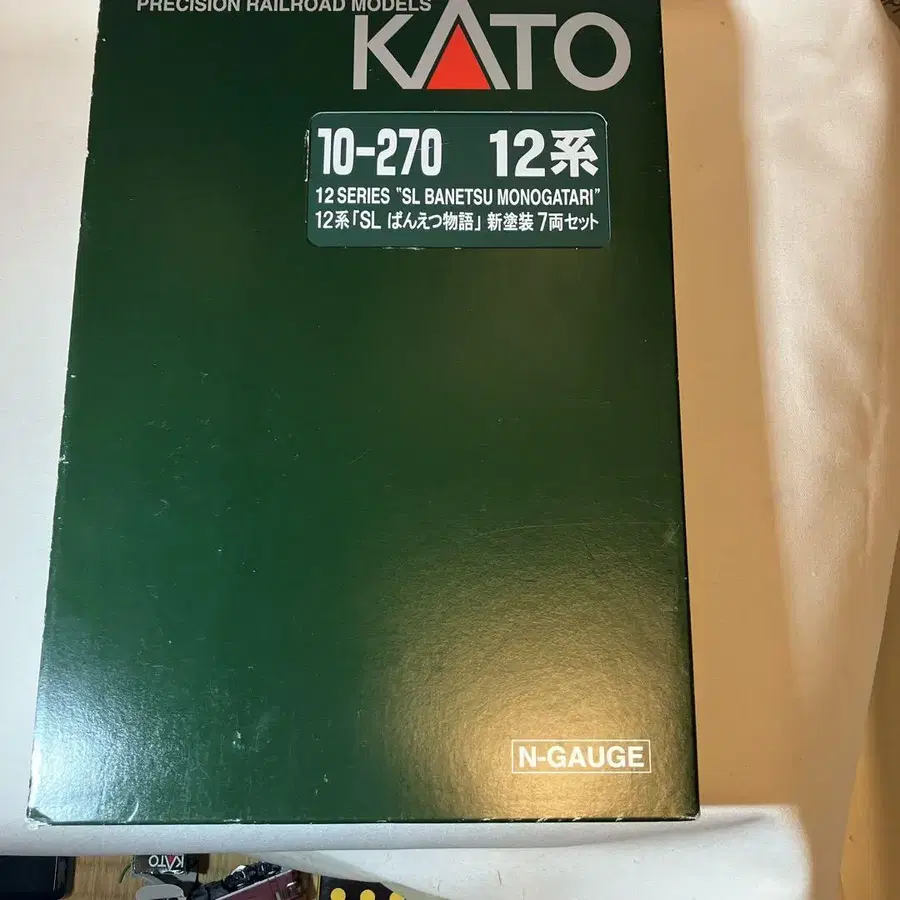 PRECISION RAILROAD MODELS
KATO
10-270 12系
12 SERIES "SL BANETSU MONOGATARI"
12系「SL ばんえつ物語」新塗装 7両セット
N-GAUGE
KATO